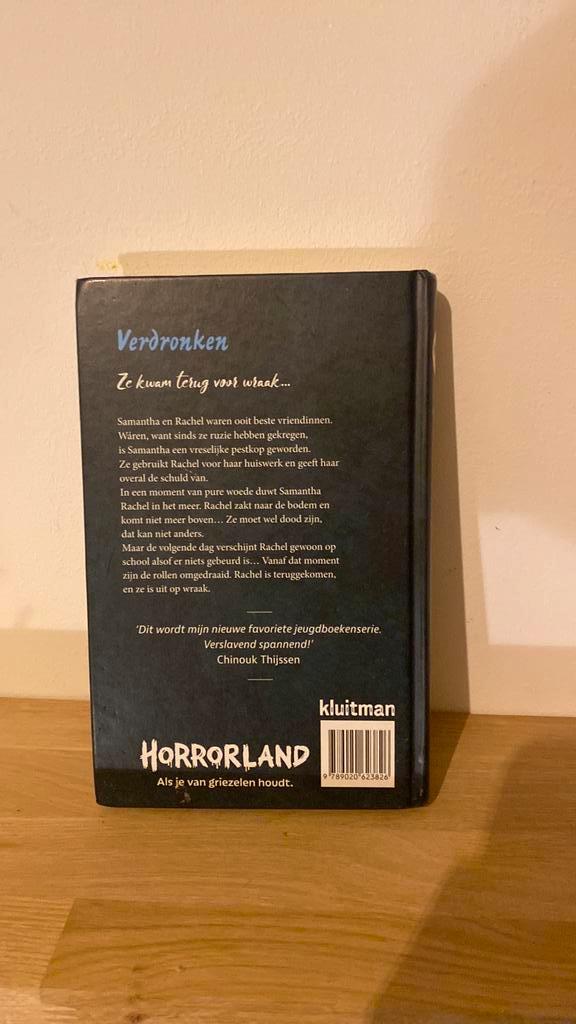 Verdronken
Ze kwam terug voor wraak...
Samantha en Rachel waren ooit beste vriendinnen.
Wáren, want sinds ze ruzie hebben gekregen,
is Samantha een vreselijke pestkop geworden.
Ze gebruikt Rachel voor haar huiswerk en geeft haar
overal de schuld van.
In een moment van pure woede duwt Samantha
Rachel in het meer. Rachel zakt naar de bodem en
komt niet meer boven... Ze moet wel dood zijn,
dat kan niet anders.
Maar de volgende dag verschijnt Rachel gewoon op
school alsof er niets gebeurd is... Vanaf dat moment
zijn de rollen omgedraaid. Rachel is teruggekomen,
en ze is uit op wraak.
'Dit wordt mijn nieuwe favoriete jeugdboekenserie.
Verslavend spannend!'
Chinouk Thijssen
kluitman
HORRORLAND
Als je van griezelen houdt.
9 789020 623826